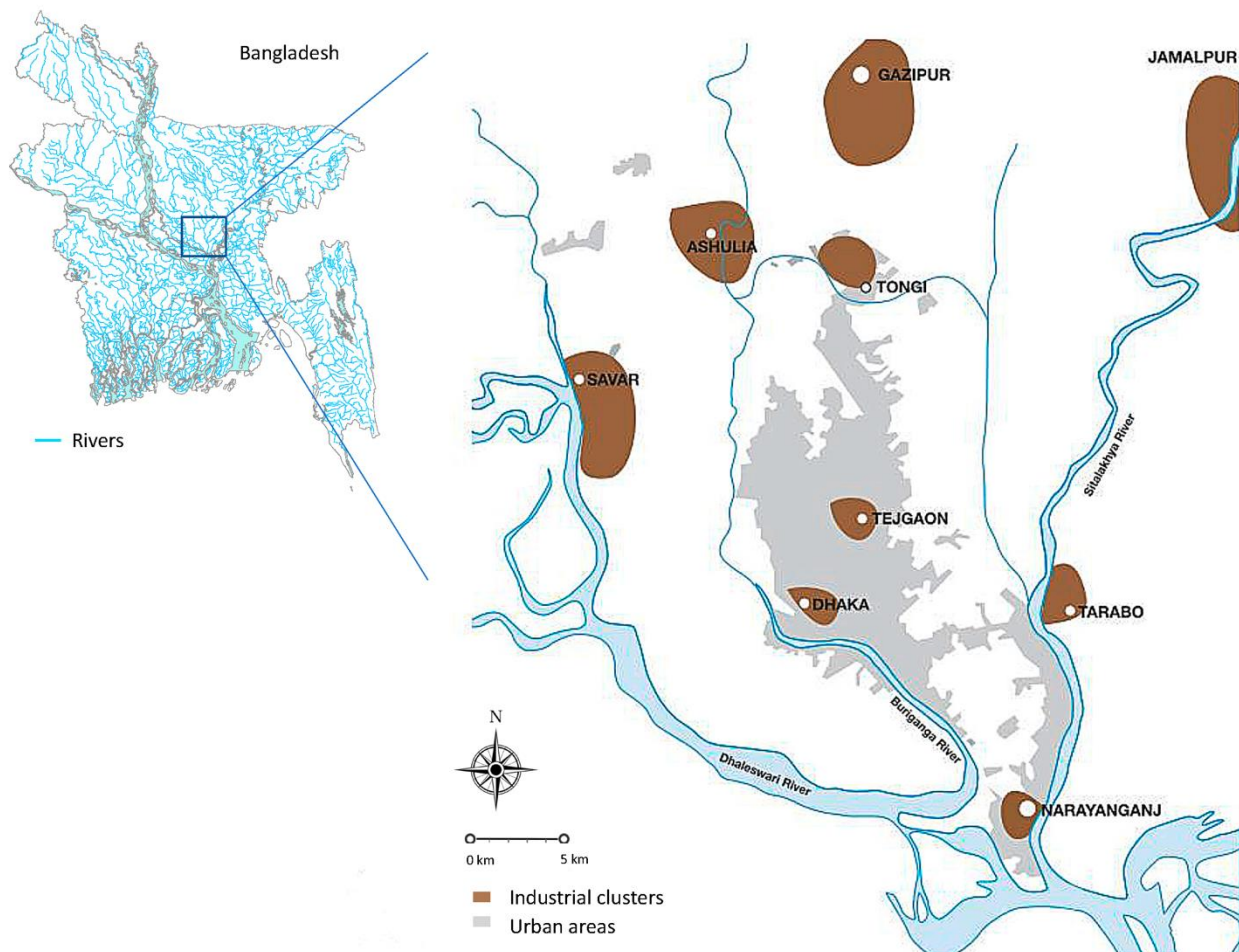 Bangladesh
Rivers
GAZIPUR
JAMALPUR
ASHULIA
TONGI
SAVAR
Sitalakhya River
TEJGAON
DHAKA
TARABO
Buriganga River
Dhaleswari River
NARAYANGANJ
N
0 km 5 km
Industrial clusters
Urban areas